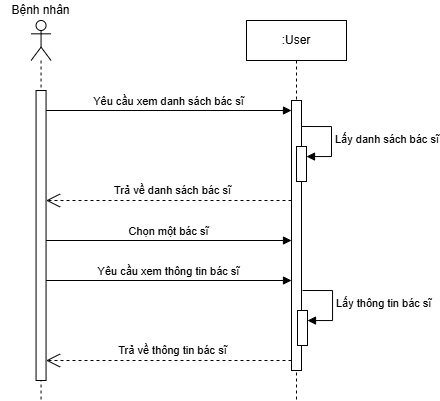 Bệnh nhân
:User
Yêu cầu xem danh sách bác sĩ
Lấy danh sách bác sĩ
Trả về danh sách bác sĩ
Chọn một bác sĩ
Yêu cầu xem thông tin bác sĩ
Lấy thông tin bác sĩ
Trả về thông tin bác sĩ